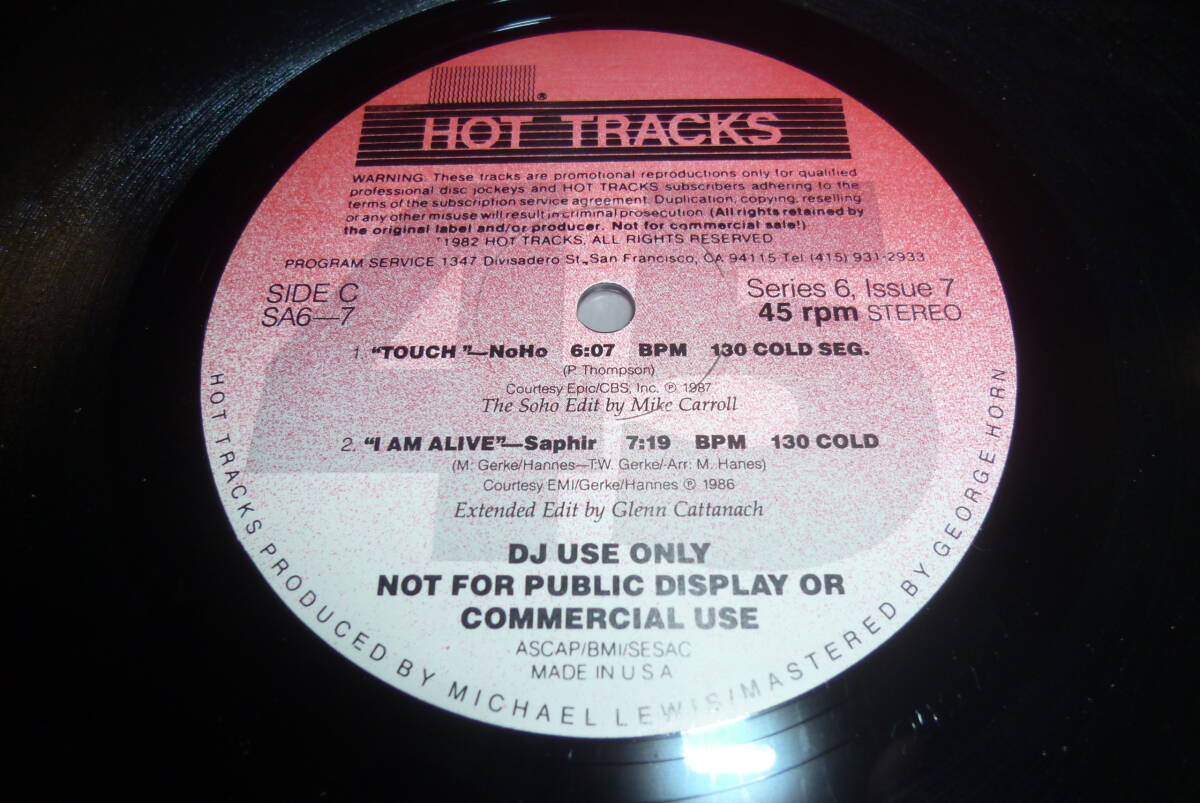 HOT TRACKS
®
WARNING. These tracks are promotional reproductions only for qualified
professional disc jockeys and HOT TRACKS subscribers adhering to the
terms of the subscription service agreement. Duplication, copying, reselling
or any other misuse will result in criminal prosecution (All rights retained by
the original label and/or producer. Not for commercial sale!)
°1982 HOT TRACKS, ALL RIGHTS RESERVED
PROGRAM SERVICE 1347 Divisadero St., San Francisco, CA 94115 Tel (415) 931-2933
SIDE C
SA6—7
Series 6, Issue 7
45 rpm STEREO
45
1. "TOUCH"—NoHo 6:07 BPM 130 COLD SEG.
(P. Thompson)
Courtesy Epic/CBS, Inc. ℗ 1987
The Soho Edit by Mike Carroll
2. "I AM ALIVE"—Saphir 7:19 BPM 130 COLD
(M. Gerke/Hannes—T.W. Gerke/-Arr: M. Hanes)
Courtesy EMI/Gerke/Hannes ℗ 1986
Extended Edit by Glenn Cattanach
DJ USE ONLY
NOT FOR PUBLIC DISPLAY OR
COMMERCIAL USE
ASCAP/BMI/SESAC
MADE IN U S A
HOT TRACKS PRODUCED BY MICHAEL LEWIS/MASTERED BY GEORGE HORN